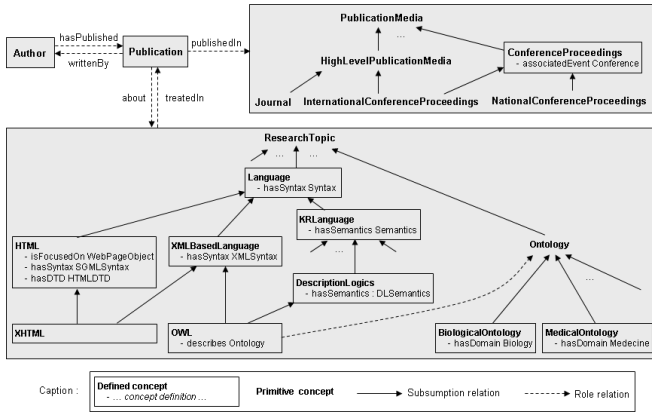 PublicationMedia
...
hasPublished
Author
Publication
publishedIn
writtenBy
HighLevelPublicationMedia
ConferenceProceedings
- associatedEvent Conference
about
treatedIn
Journal
InternationalConferenceProceedings
NationalConferenceProceedings
ResearchTopic
... ...
Language
- hasSyntax Syntax
KRLanguage
- hasSemantics Semantics
HTML
- isFocusedOn WebPageObject
- hasSyntax SGMLSyntax
- hasDTD HTMLDTD
XMLBasedLanguage
- hasSyntax XMLSyntax
...
Ontology
DescriptionLogics
- hasSemantics : DLSemantics
...
XHTML
OWL
- describes Ontology
BiologicalOntology
- hasDomain Biology
MedicalOntology
- hasDomain Medecine
Caption :
Defined concept
- ... concept definition ...
Primitive concept
Subsumption relation
Role relation